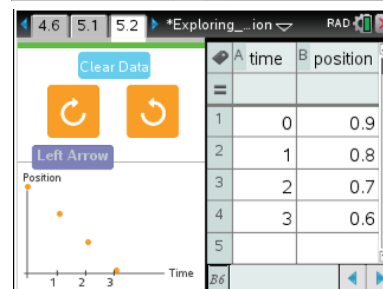 4.6 5.1 5.2 *Exploring_...ion RAD
Clear Data
Left Arrow
Position
1 2 3 Time
A time B position
=
1 0 0.9
2 1 0.8
3 2 0.7
4 3 0.6
5
B6